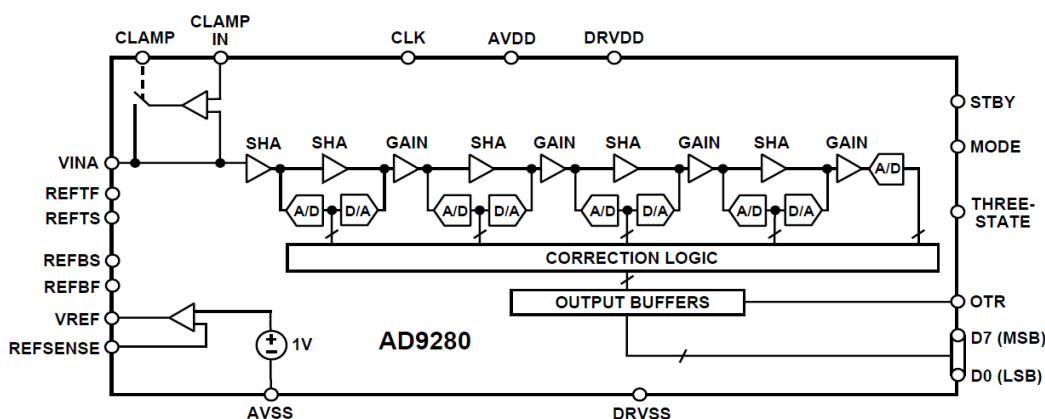 CLAMP
CLAMP
IN
CLK
AVDD
DRVDD
STBY
SHA
SHA
GAIN
SHA
GAIN
SHA
GAIN
SHA
GAIN
MODE
VINA
A/D
REFTF
A/D
D/A
A/D
D/A
A/D
D/A
A/D
D/A
THREE-
STATE
REFTS
REFBS
CORRECTION LOGIC
REFBF
OUTPUT BUFFERS
OTR
VREF
AD9280
1V
D7 (MSB)
REFSENSE
D0 (LSB)
AVSS
DRVSS